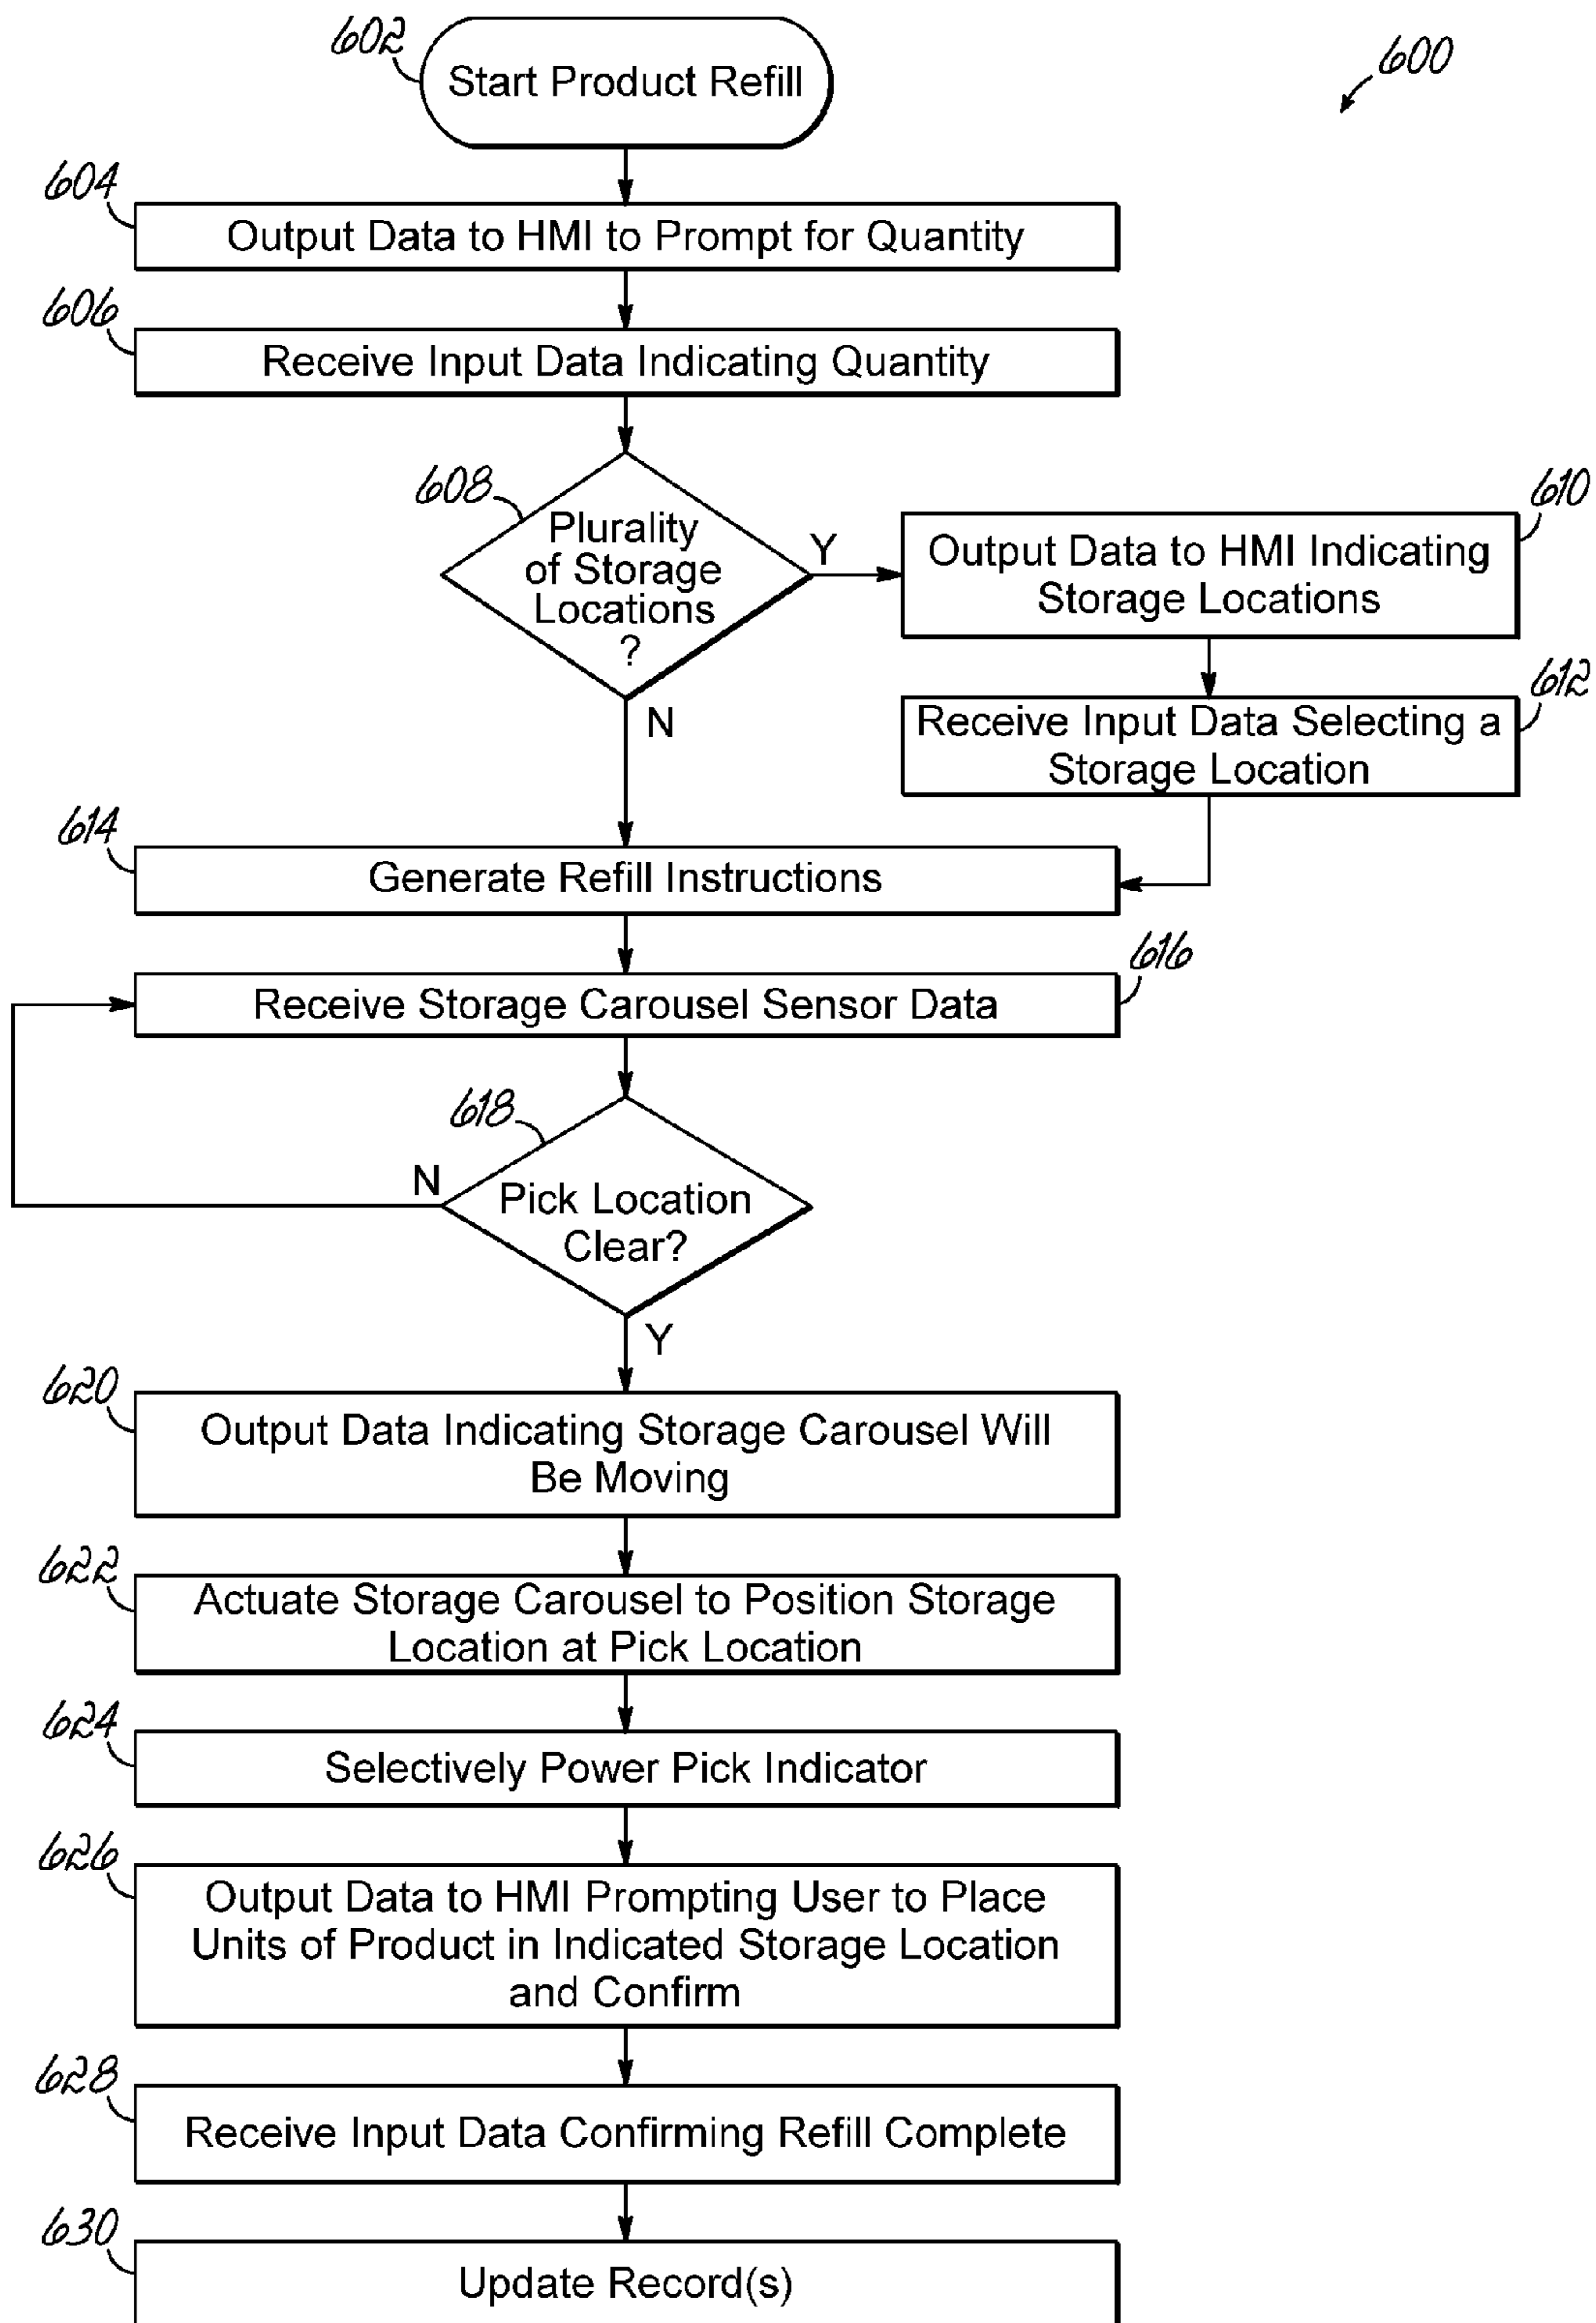 602
Start Product Refill
600
604
Output Data to HMI to Prompt for Quantity
606
Receive Input Data Indicating Quantity
608
Plurality
of Storage
Locations
?
Y
N
610
Output Data to HMI Indicating
Storage Locations
612
Receive Input Data Selecting a
Storage Location
614
Generate Refill Instructions
616
Receive Storage Carousel Sensor Data
618
N
Pick Location
Clear?
Y
620
Output Data Indicating Storage Carousel Will
Be Moving
622
Actuate Storage Carousel to Position Storage
Location at Pick Location
624
Selectively Power Pick Indicator
626
Output Data to HMI Prompting User to Place
Units of Product in Indicated Storage Location
and Confirm
628
Receive Input Data Confirming Refill Complete
630
Update Record(s)